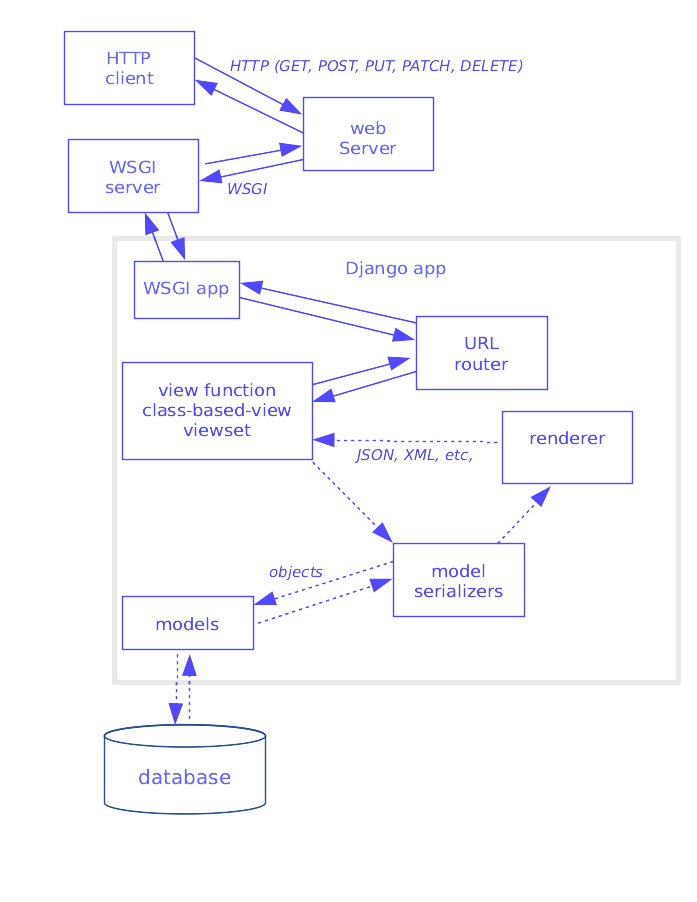 HTTP
client
HTTP (GET, POST, PUT, PATCH, DELETE)
web
Server
WSGI
server
WSGI
Django app
WSGI app
URL
router
view function
class-based-view
viewset
renderer
JSON, XML, etc,
objects
model
serializers
models
database